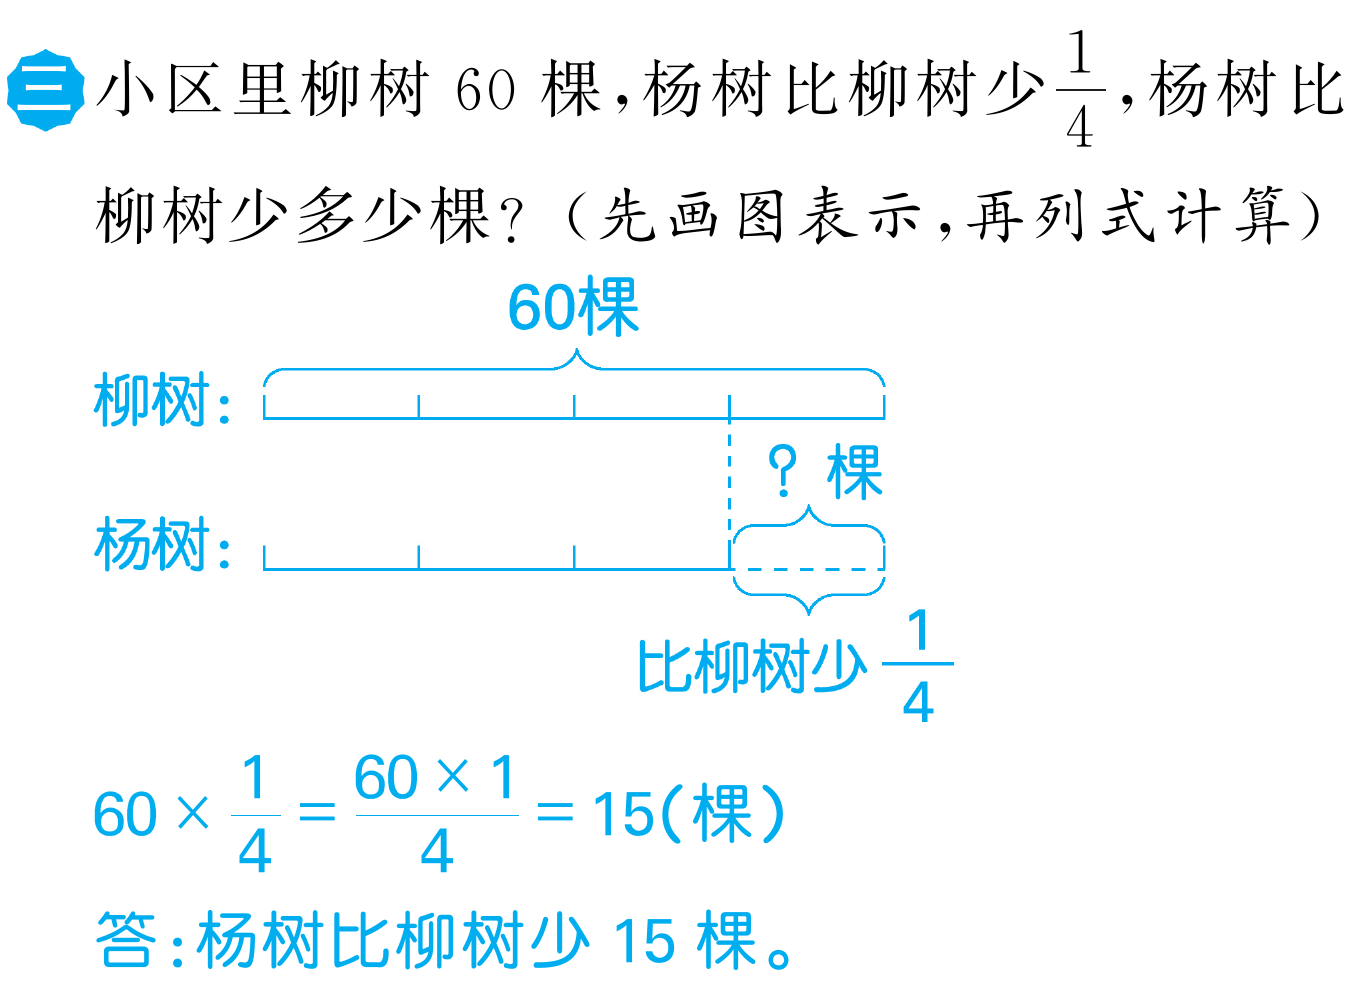 三 小区里柳树 60 棵,杨树比柳树少1/4,杨树比
柳树少多少棵?(先画图表示,再列式计算)
60棵
柳树:
? 棵
杨树:
比柳树少 1/4
60 × 1/4 = 60 × 1/4 = 15(棵)
答:杨树比柳树少 15 棵。